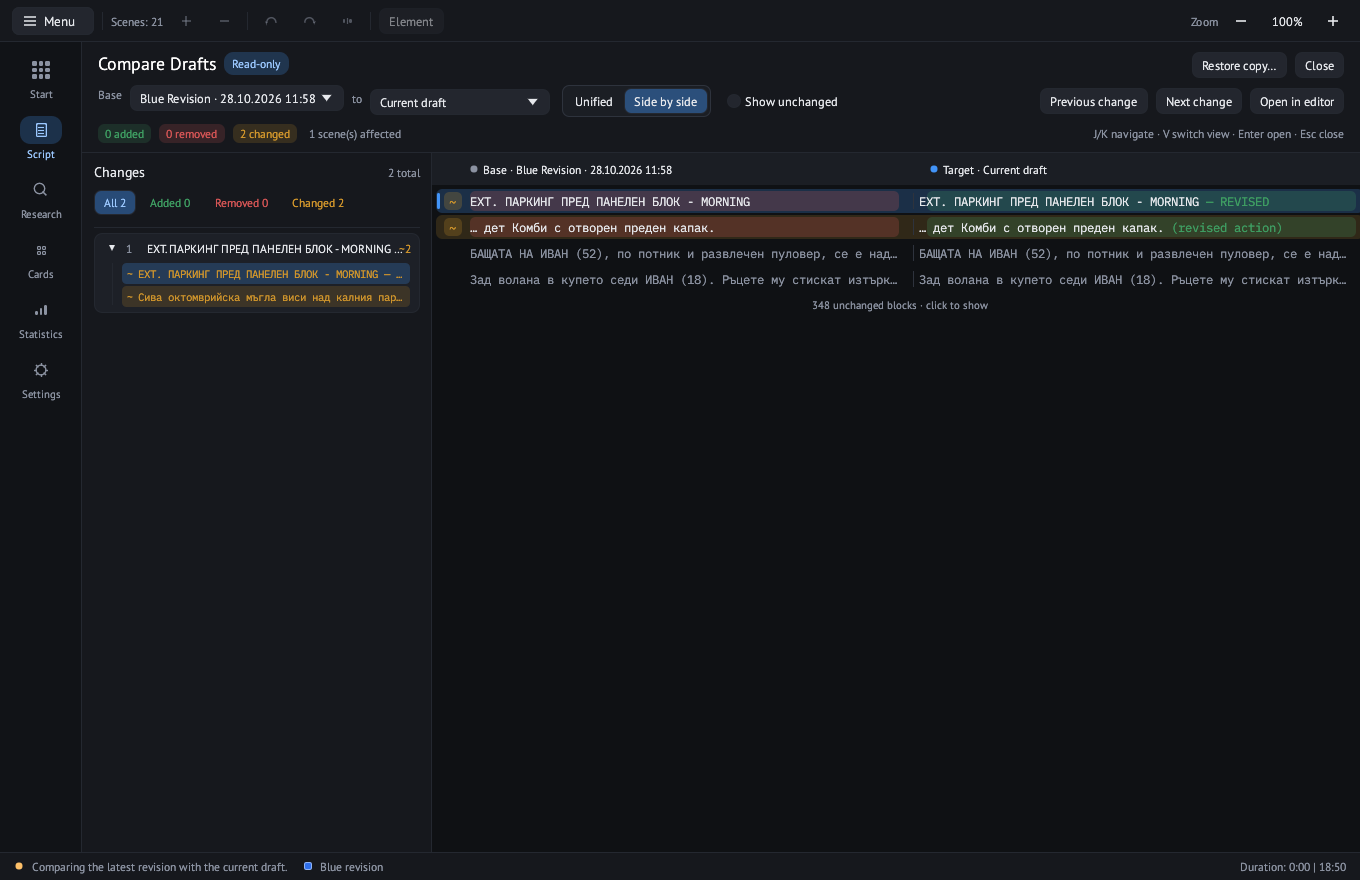 Menu
Scenes: 21
Element
Zoom
100%
Start
Script
Research
Cards
Statistics
Settings
Compare Drafts
Read-only
Restore copy...
Close
Base
Blue Revision · 28.10.2026 11:58
to
Current draft
Unified
Side by side
Show unchanged
Previous change
Next change
Open in editor
0 added
0 removed
2 changed
1 scene(s) affected
J/K navigate · V switch view · Enter open · Esc close
Changes
2 total
All 2
Added 0
Removed 0
Changed 2
1 EXT. ПАРКИНГ ПРЕД ПАНЕЛЕН БЛОК - MORNING ... ~2
~ EXT. ПАРКИНГ ПРЕД ПАНЕЛЕН БЛОК - MORNING — …
~ Сива октомврийска мъгла виси над калния пар…
Base · Blue Revision · 28.10.2026 11:58
Target · Current draft
~ EXT. ПАРКИНГ ПРЕД ПАНЕЛЕН БЛОК - MORNING
EXT. ПАРКИНГ ПРЕД ПАНЕЛЕН БЛОК - MORNING — REVISED
~ … дет Комби с отворен преден капак.
… дет Комби с отворен преден капак. (revised action)
БАЩАТА НА ИВАН (52), по потник и развлечен пуловер, се е над…
БАЩАТА НА ИВАН (52), по потник и развлечен пуловер, се е над…
Зад волана в купето седи ИВАН (18). Ръцете му стискат изтърк…
Зад волана в купето седи ИВАН (18). Ръцете му стискат изтърк…
348 unchanged blocks · click to show
Comparing the latest revision with the current draft.
Blue revision
Duration: 0:00 | 18:50